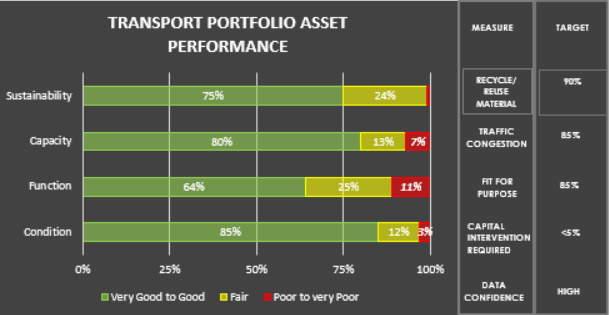 TRANSPORT PORTFOLIO ASSET
PERFORMANCE
Sustainability
75%
24%
Capacity
80%
13%
7%
Function
64%
25%
11%
Condition
85%
12%
3%
0%
25%
50%
75%
100%
Very Good to Good
Fair
Poor to very Poor
MEASURE
TARGET
RECYCLE/
REUSE
MATERIAL
90%
TRAFFIC
CONGESTION
85%
FIT FOR
PURPOSE
85%
CAPITAL
INTERVENTION
REQUIRED
<5%
DATA
CONFIDENCE
HIGH